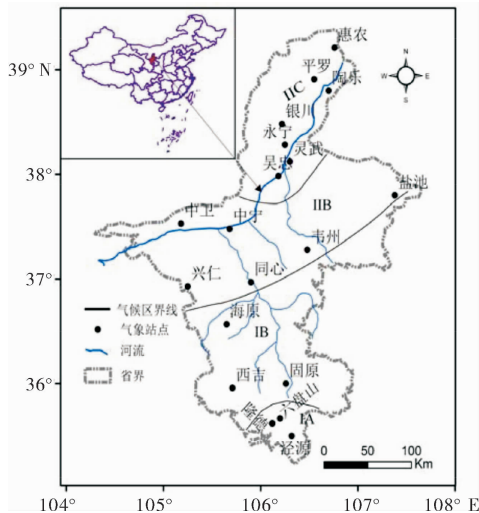 惠农
39° N
平罗
N
W E
S
陶乐
IIC
银川
永宁
灵武
吴忠
38°
盐池
IIB
中卫
中宁
韦州
37°
兴仁
同心
气候区界线
气象站点
海原
河流
IB
省界
36°
西吉
固原
六盘山
隆德
IA
泾源
0 50 100
Km
104° 105° 106° 107° 108° E